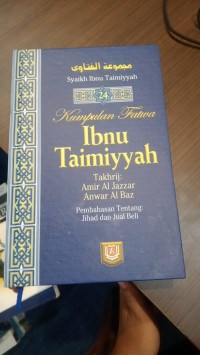 مجموعة الفتاوى
Syaikh Ibnu Taimiyyah
24
Kumpulan Fatwa
Ibnu
Taimiyyah
Takhrij:
Amir Al Jazzar
Anwar Al Baz
Pembahasan Tentang:
Jihad dan Jual Beli